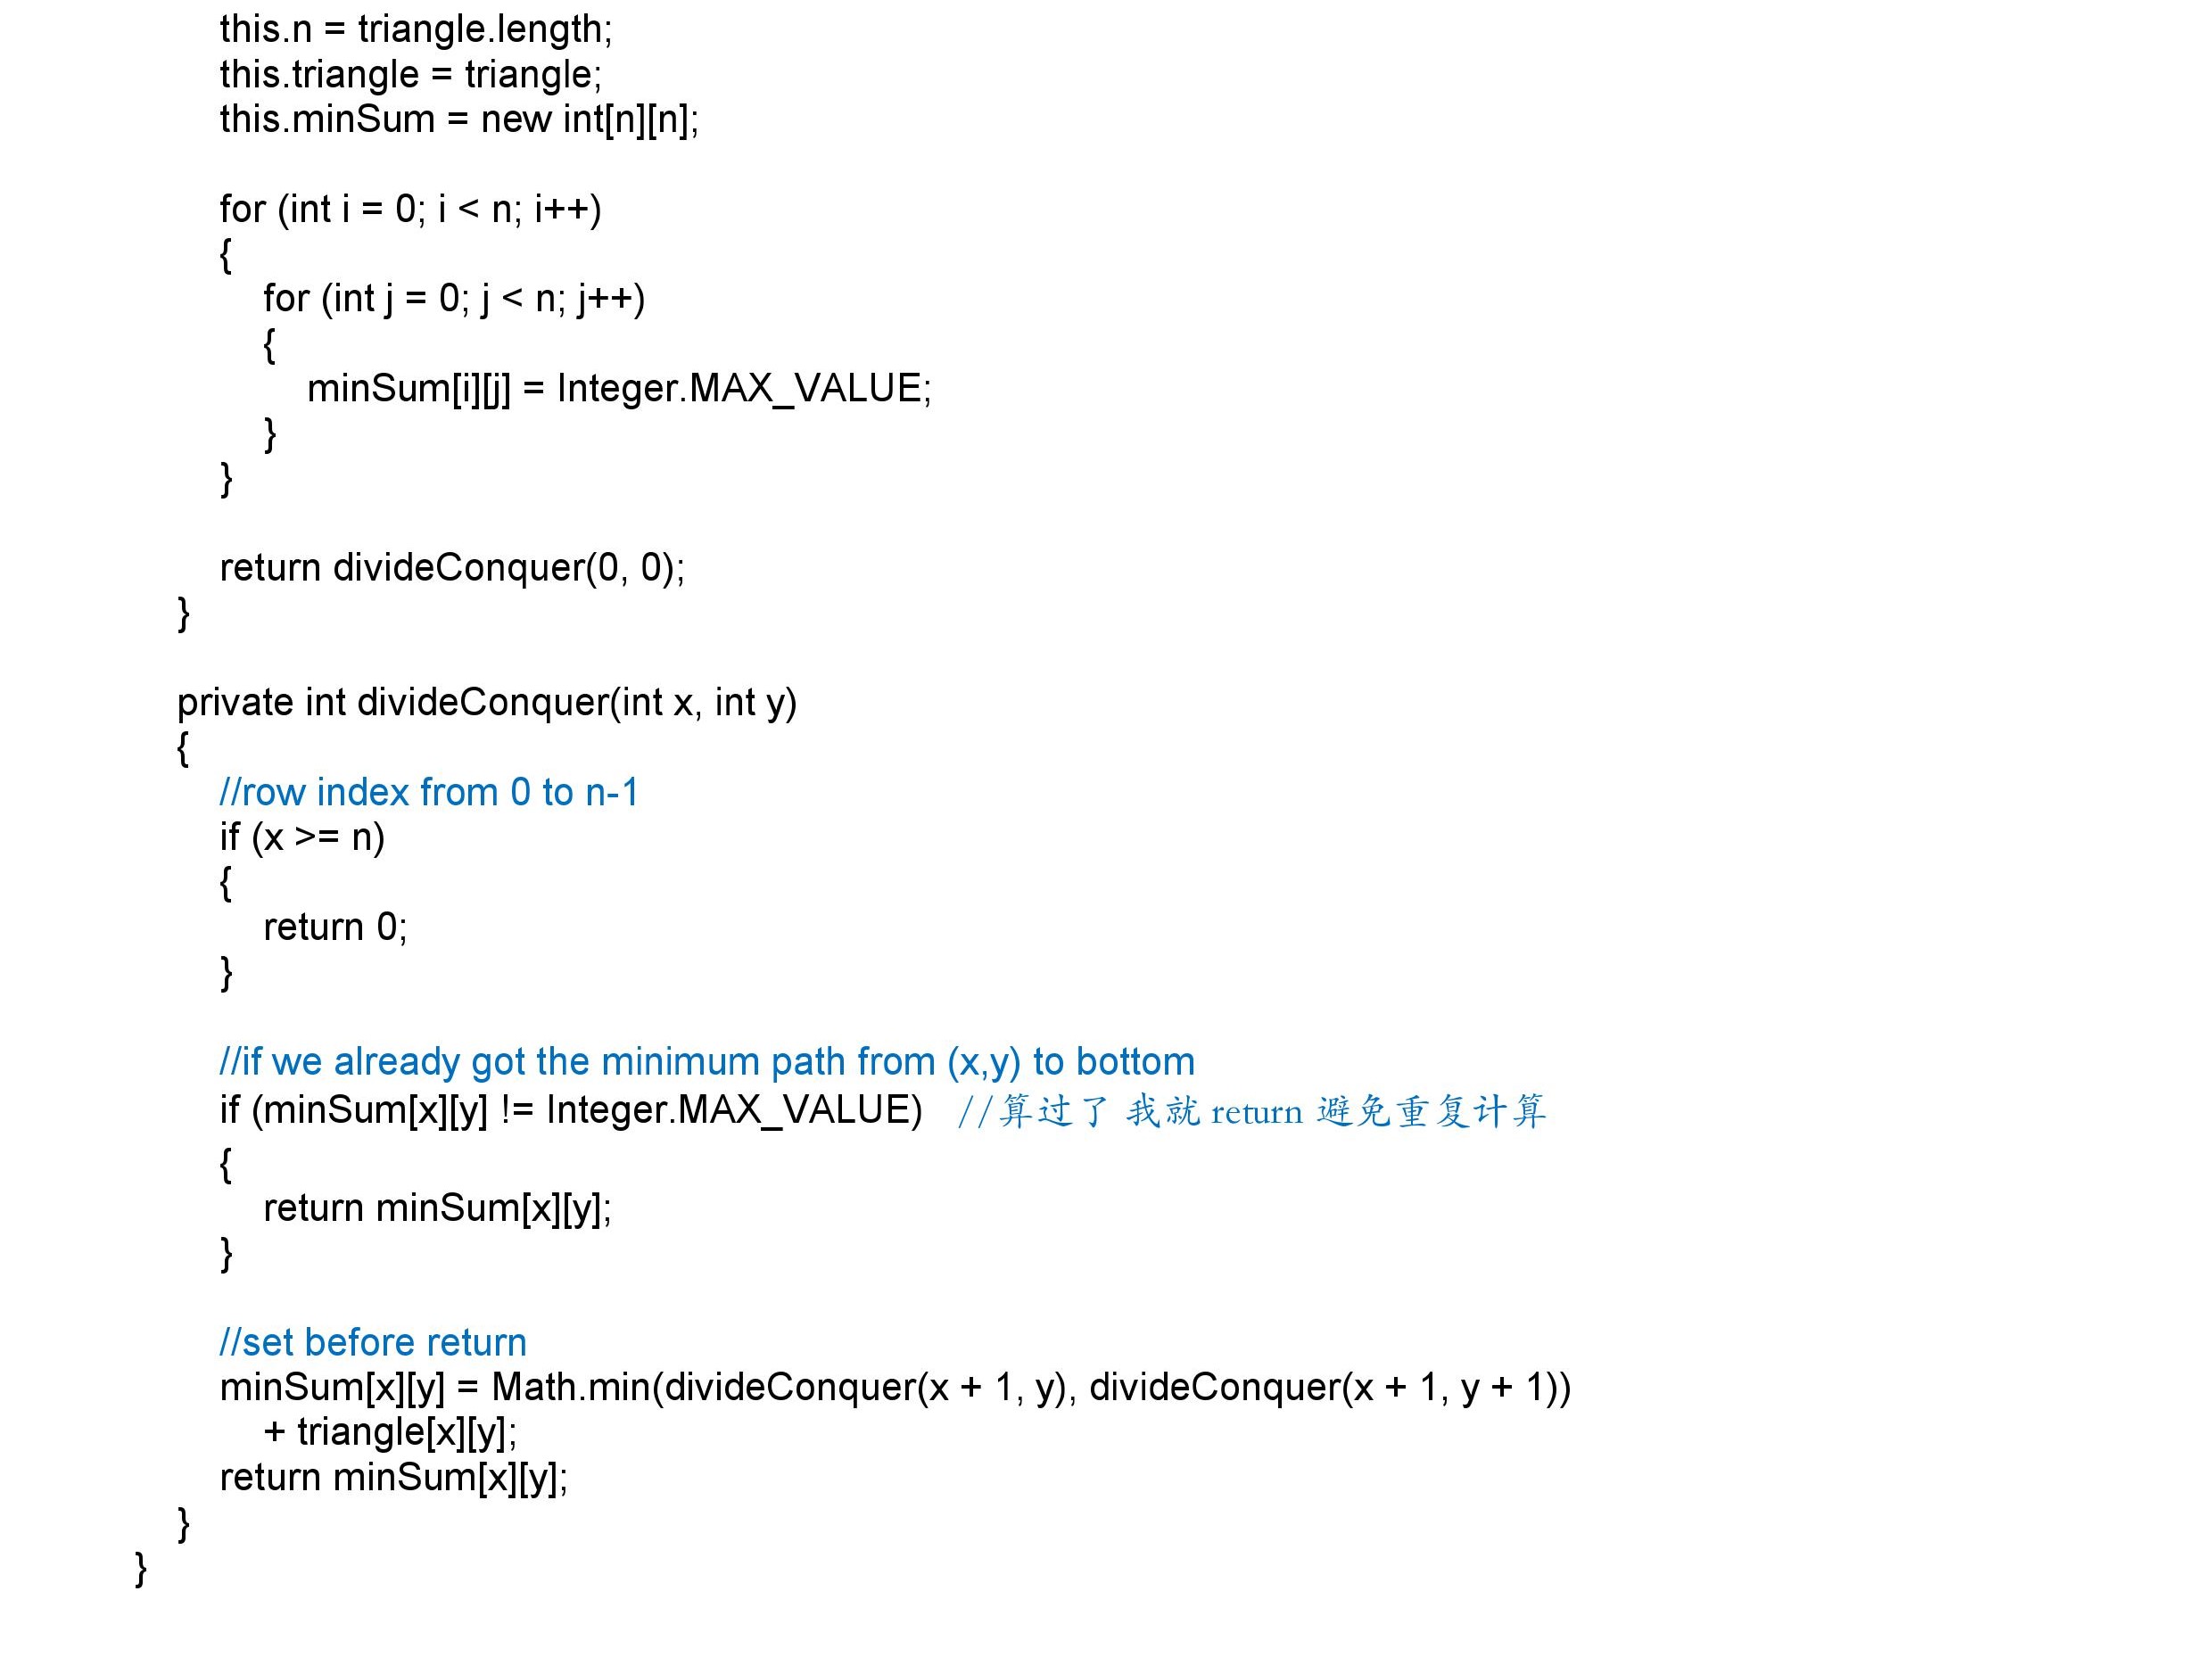 this.n = triangle.length;
this.triangle = triangle;
this.minSum = new int[n][n];
for (int i = 0; i < n; i++)
{
for (int j = 0; j < n; j++)
{
minSum[i][j] = Integer.MAX_VALUE;
}
}
return divideConquer(0, 0);
}
private int divideConquer(int x, int y)
{
//row index from 0 to n-1
if (x >= n)
{
return 0;
}
//if we already got the minimum path from (x,y) to bottom
if (minSum[x][y] != Integer.MAX_VALUE) //算过了 我就 return 避免重复计算
{
return minSum[x][y];
}
//set before return
minSum[x][y] = Math.min(divideConquer(x + 1, y), divideConquer(x + 1, y + 1))
+ triangle[x][y];
return minSum[x][y];
}
}